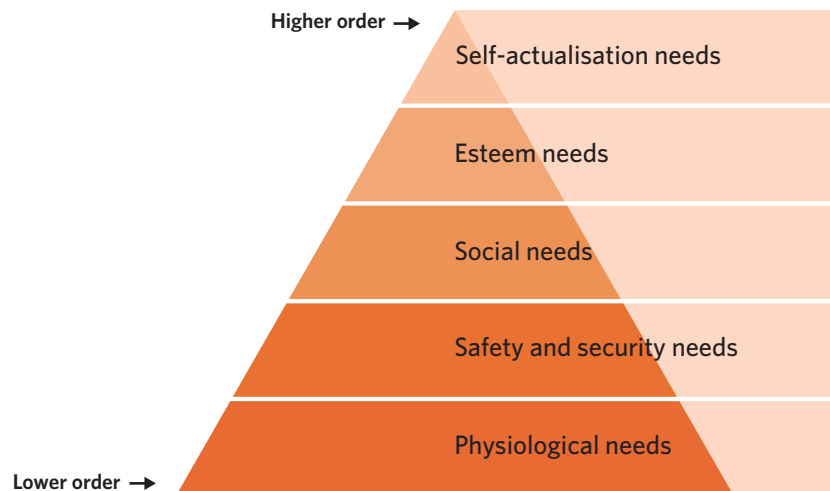 Higher order →
Self-actualisation needs
Esteem needs
Social needs
Safety and security needs
Physiological needs
Lower order →